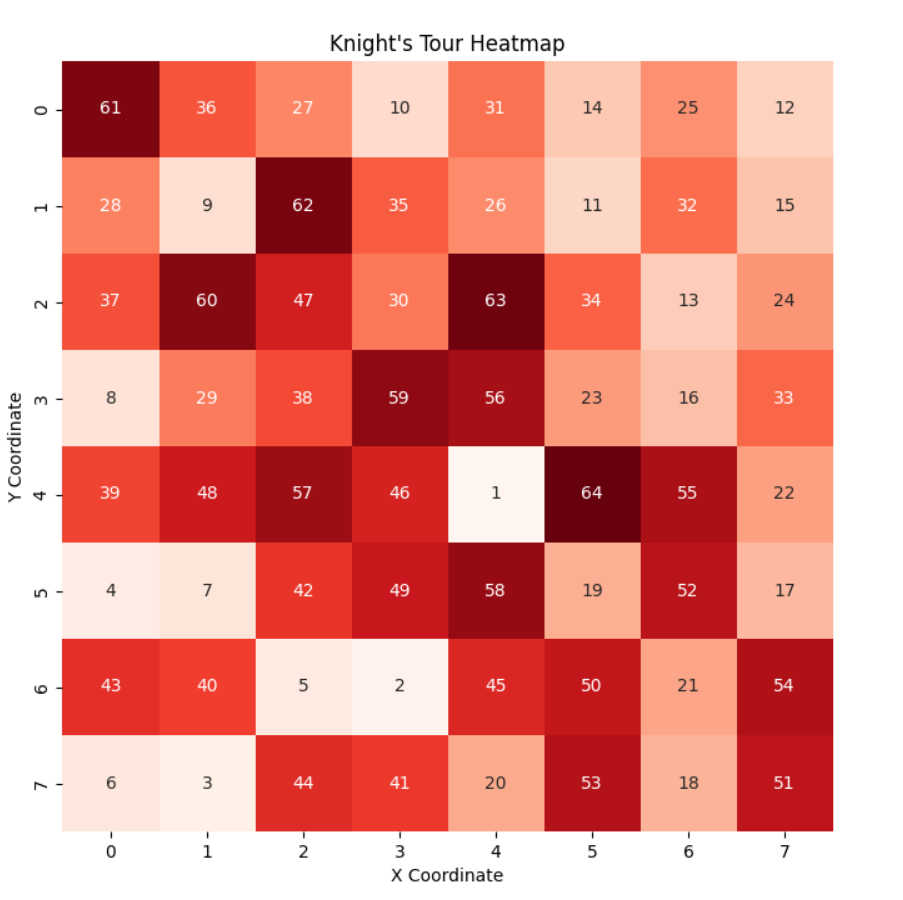 Knight's Tour Heatmap
0 61 36 27 10 31 14 25 12
1 28 9 62 35 26 11 32 15
2 37 60 47 30 63 34 13 24
3 8 29 38 59 56 23 16 33
Y Coordinate
4 39 48 57 46 1 64 55 22
5 4 7 42 49 58 19 52 17
6 43 40 5 2 45 50 21 54
7 6 3 44 41 20 53 18 51
0 1 2 3 4 5 6 7
X Coordinate